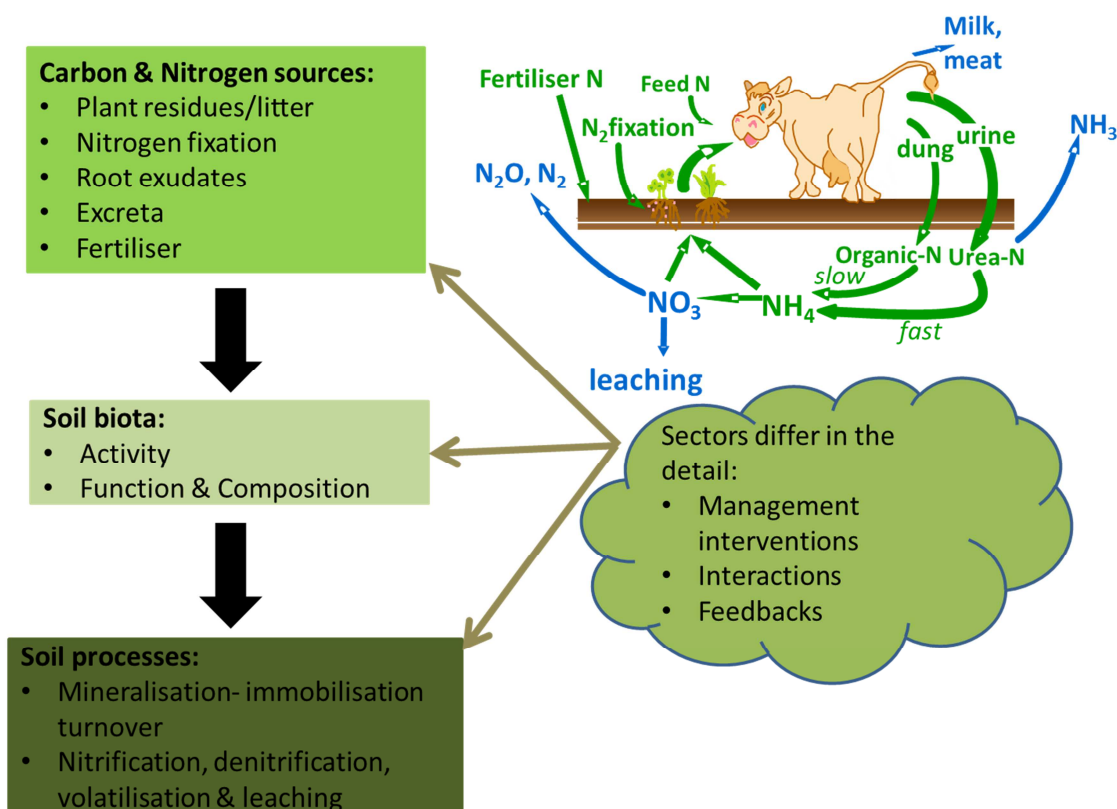 Carbon & Nitrogen sources:
• Plant residues/litter
• Nitrogen fixation
• Root exudates
• Excreta
• Fertiliser
Soil biota:
• Activity
• Function & Composition
Soil processes:
• Mineralisation- immobilisation
turnover
• Nitrification, denitrification,
volatilisation & leaching
Milk,
meat
Fertiliser N
Feed N
N₂fixation
N₂O, N₂
dung
urine
NH₃
Organic-N
Urea-N
slow
NO₃
NH₄
fast
leaching
Sectors differ in the
detail:
• Management
interventions
• Interactions
• Feedbacks